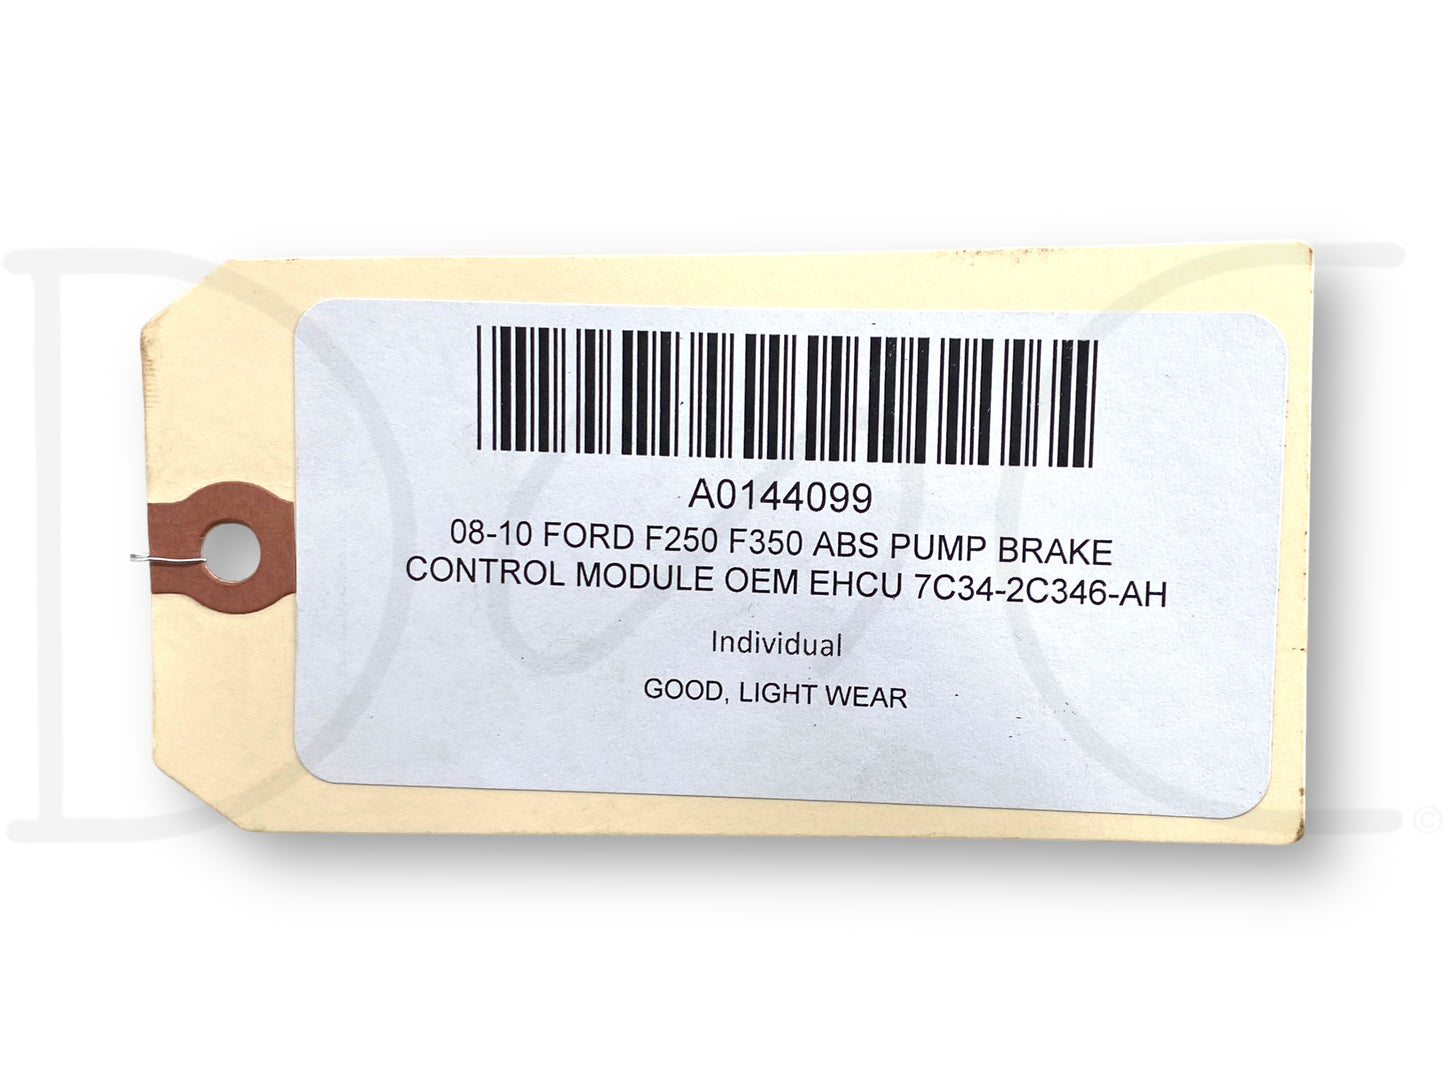 A0144099
08-10 FORD F250 F350 ABS PUMP BRAKE
CONTROL MODULE OEM EHCU 7C34-2C346-AH
Individual
GOOD, LIGHT WEAR
©